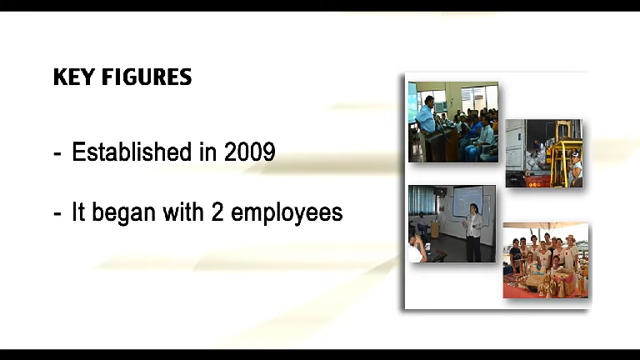 KEY FIGURES
- Established in 2009
- It began with 2 employees